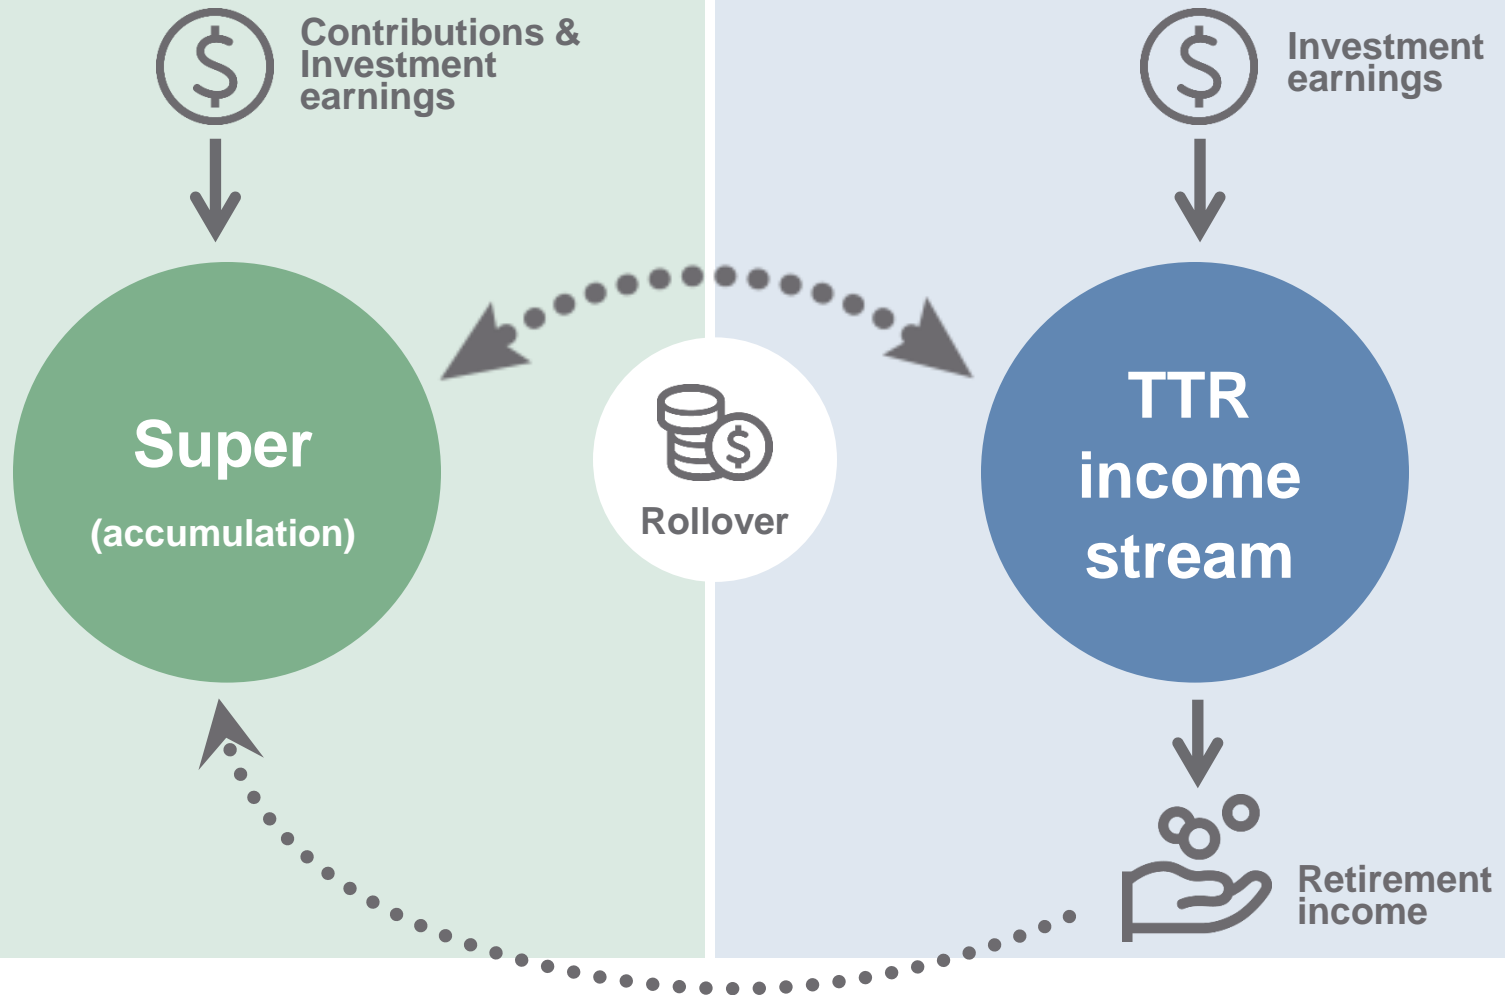 Contributions &
Investment
earnings
Investment
earnings
Super
(accumulation)
Rollover
TTR
income
stream
Retirement
income